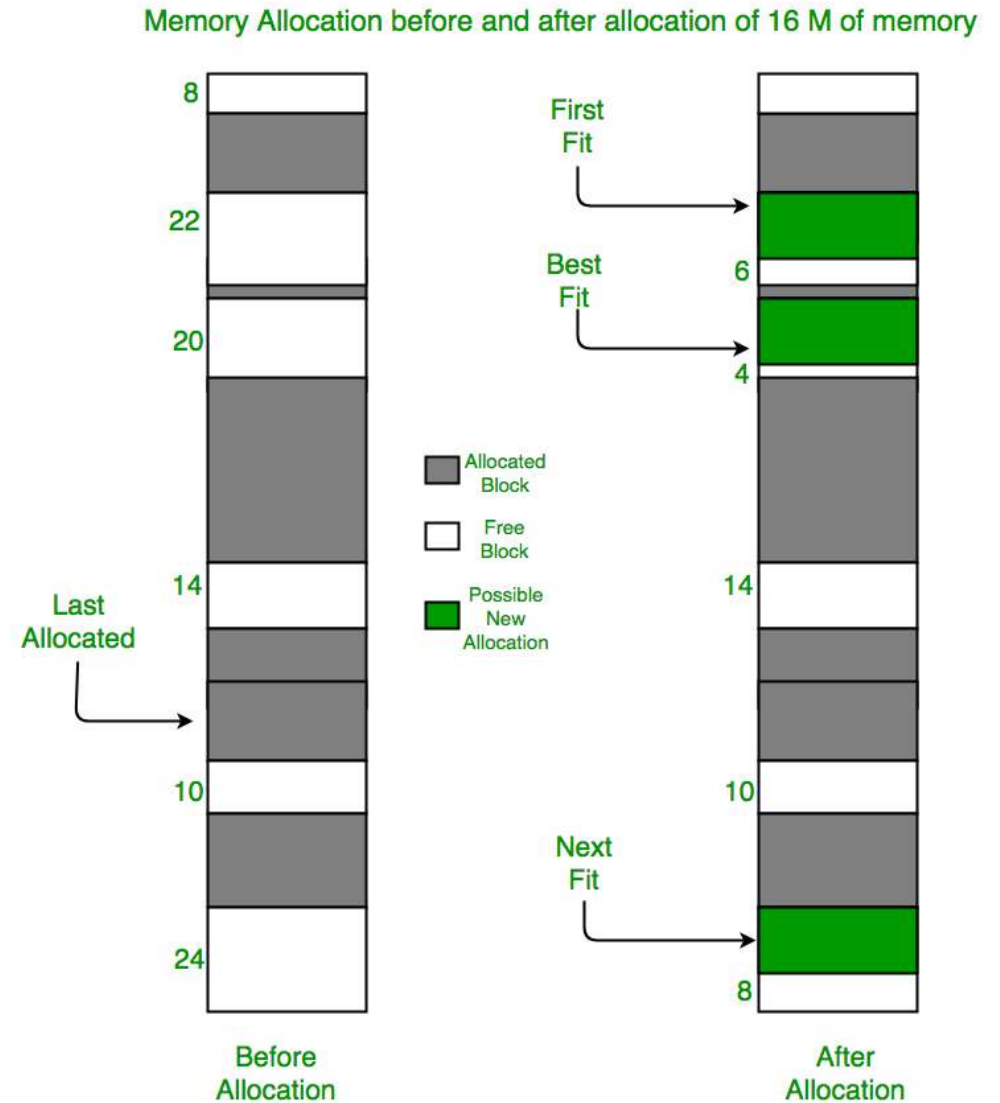 Memory Allocation before and after allocation of 16 M of memory
8
22
20
14
Last
Allocated
10
24
Before
Allocation
Allocated
Block
Free
Block
Possible
New
Allocation
First
Fit
6
Best
Fit
4
14
10
Next
Fit
8
After
Allocation